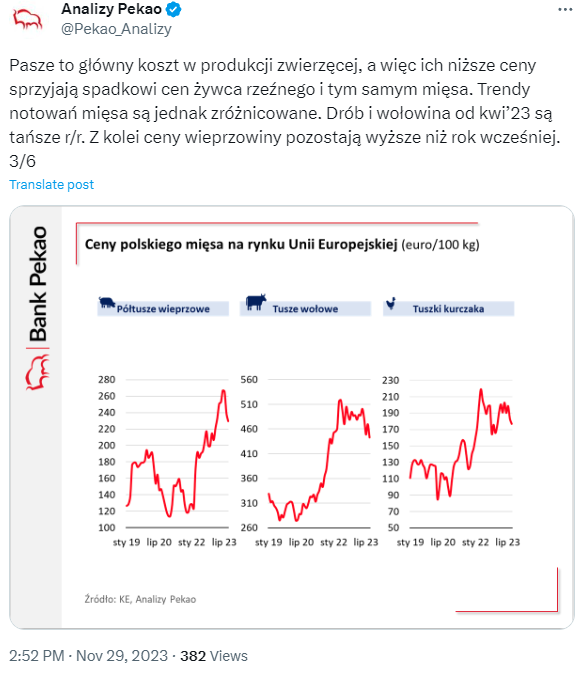 Analizy Pekao
@Pekao_Analizy
Pasze to główny koszt w produkcji zwierzęcej, a więc ich niższe ceny
sprzyjają spadkowi cen żywca rzeźnego i tym samym mięsa. Trendy
notowań mięsa są jednak zróżnicowane. Drób i wołowina od kwi’23 są
tańsze r/r. Z kolei ceny wieprzowiny pozostają wyższe niż rok wcześniej.
3/6
Translate post
Bank Pekao
Ceny polskiego mięsa na rynku Unii Europejskiej (euro/100 kg)
Półtusze wieprzowe
280
260
240
220
200
180
160
140
120
100
sty 19 lip 20 sty 22 lip 23
Tusze wołowe
560
510
460
410
360
310
260
sty 19 lip 20 sty 22 lip 23
Tuszki kurczaka
230
210
190
170
150
130
110
90
70
50
sty 19 lip 20 sty 22 lip 23
Źródło: KE, Analizy Pekao
2:52 PM · Nov 29, 2023 · 382 Views